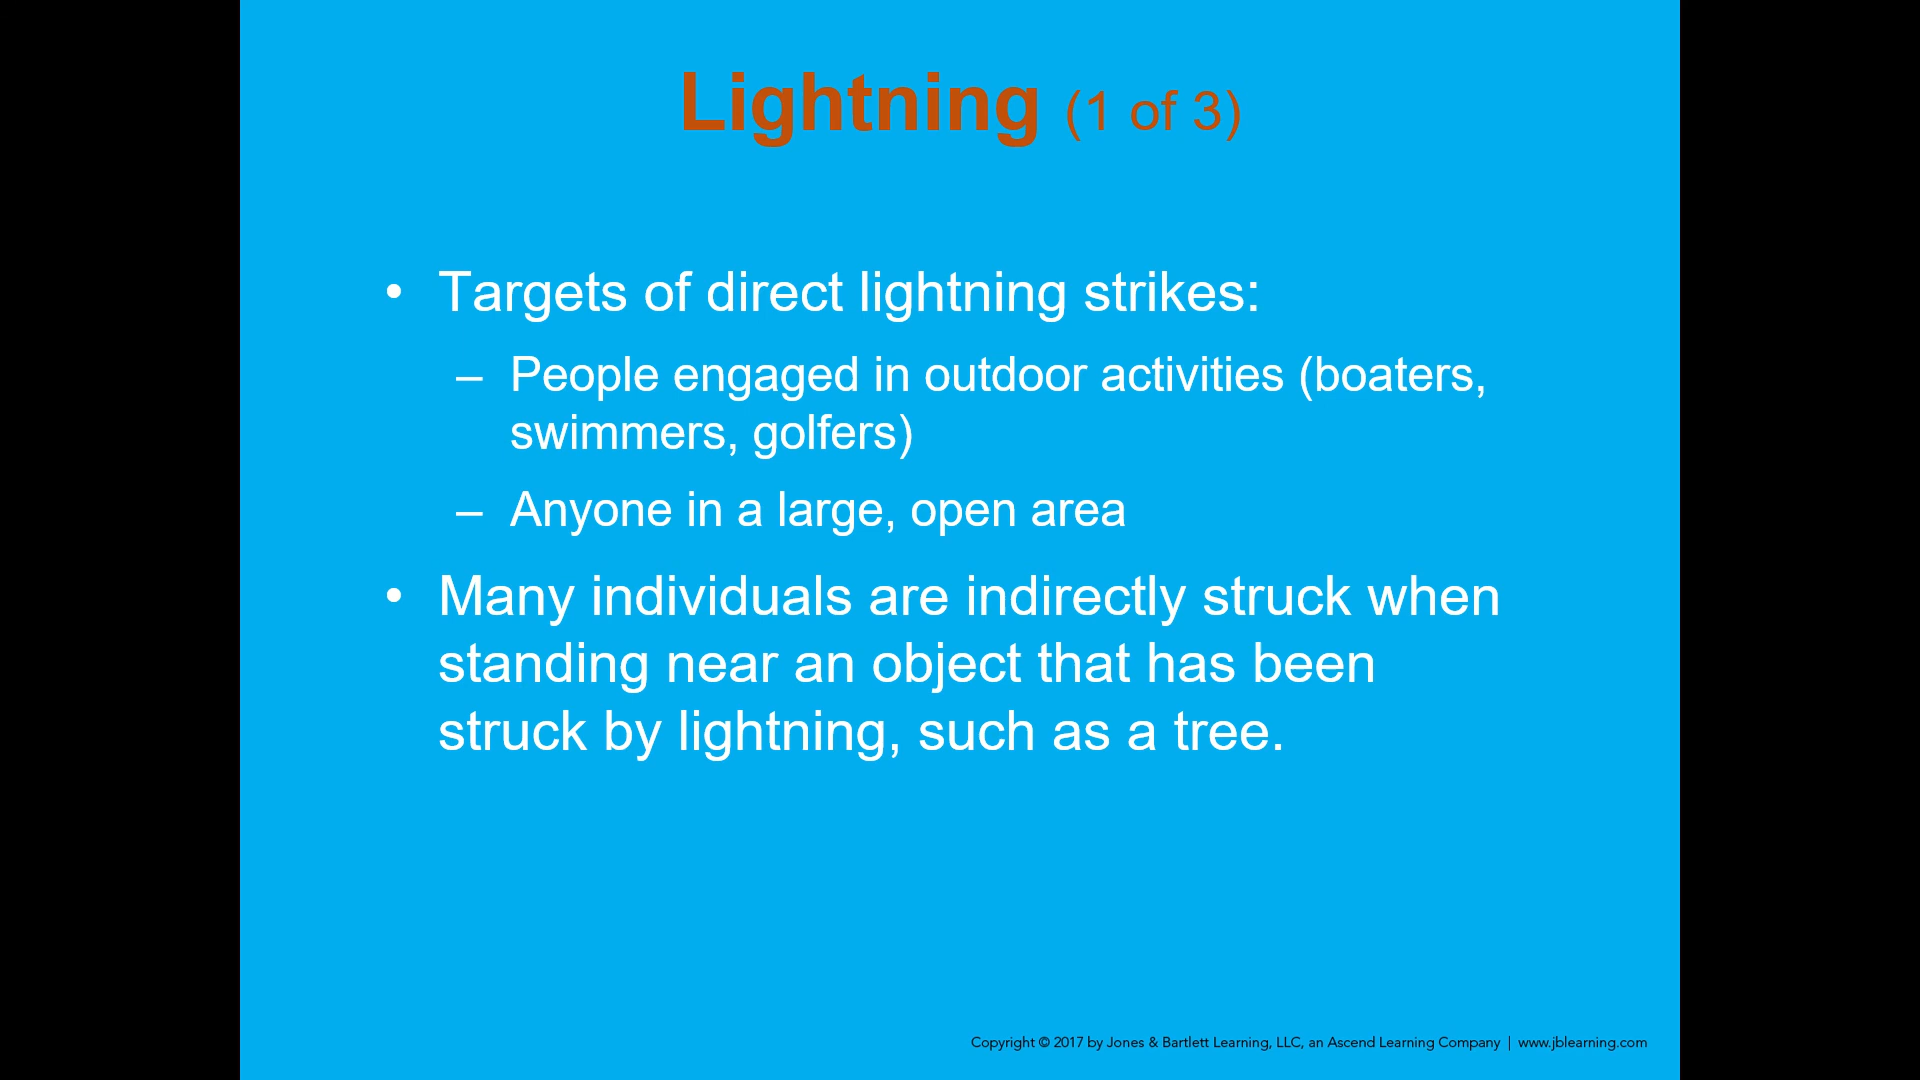 Lightning (1 of 3)
• Targets of direct lightning strikes:
– People engaged in outdoor activities (boaters,
swimmers, golfers)
– Anyone in a large, open area
• Many individuals are indirectly struck when
standing near an object that has been
struck by lightning, such as a tree.
Copyright © 2017 by Jones & Bartlett Learning, LLC, an Ascend Learning Company | www.jblearning.com